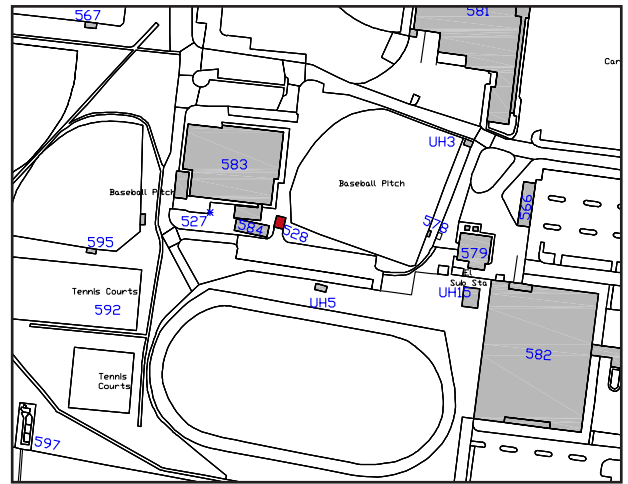 567
581
Car
UH3
583
Baseball Pitch
Baseball Pitch
566
527
584
528
578
595
579
El
Sub Sta
Tennis Courts
592
UH5
UH15
582
Tennis
Courts
597